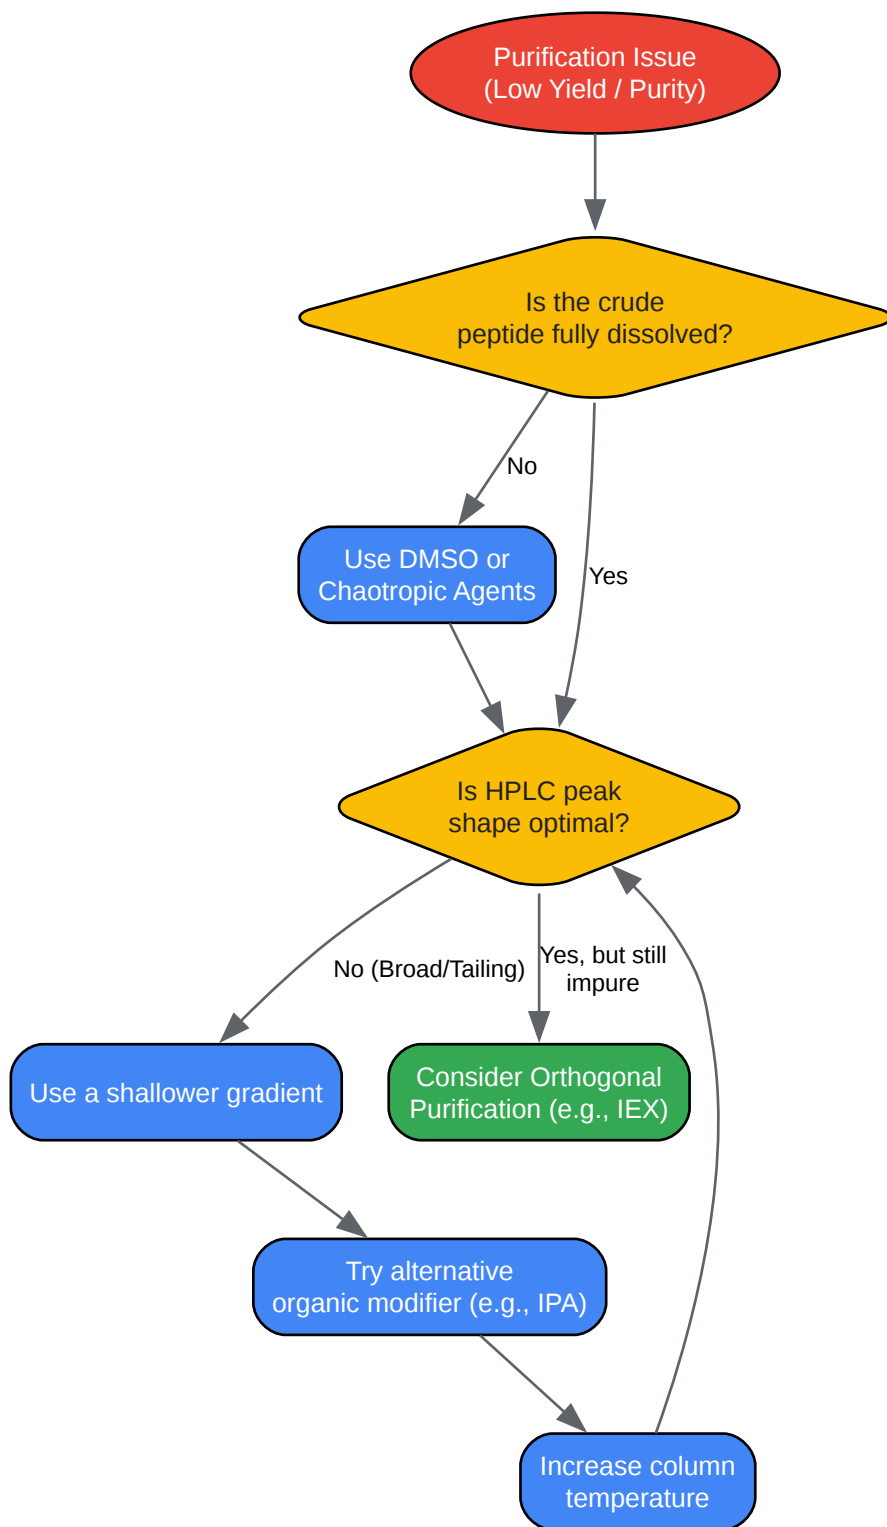 Purification Issue
(Low Yield / Purity)
Is the crude
peptide fully dissolved?
No
Use DMSO or
Chaotropic Agents
Yes
Is HPLC peak
shape optimal?
No (Broad/Tailing)
Yes, but still
impure
Use a shallower gradient
Consider Orthogonal
Purification (e.g., IEX)
Try alternative
organic modifier (e.g., IPA)
Increase column
temperature